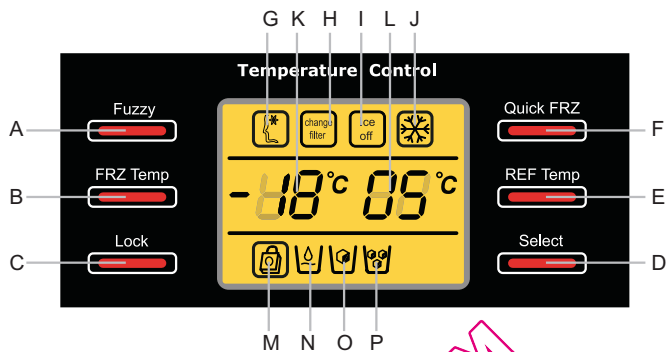 G K H I L J
Temperature Control
Fuzzy
Quick FRZ
change
filter
ice
off
A
F
FRZ Temp
REF Temp
-18°C 05°C
B
E
Lock
Select
C
D
M N O P